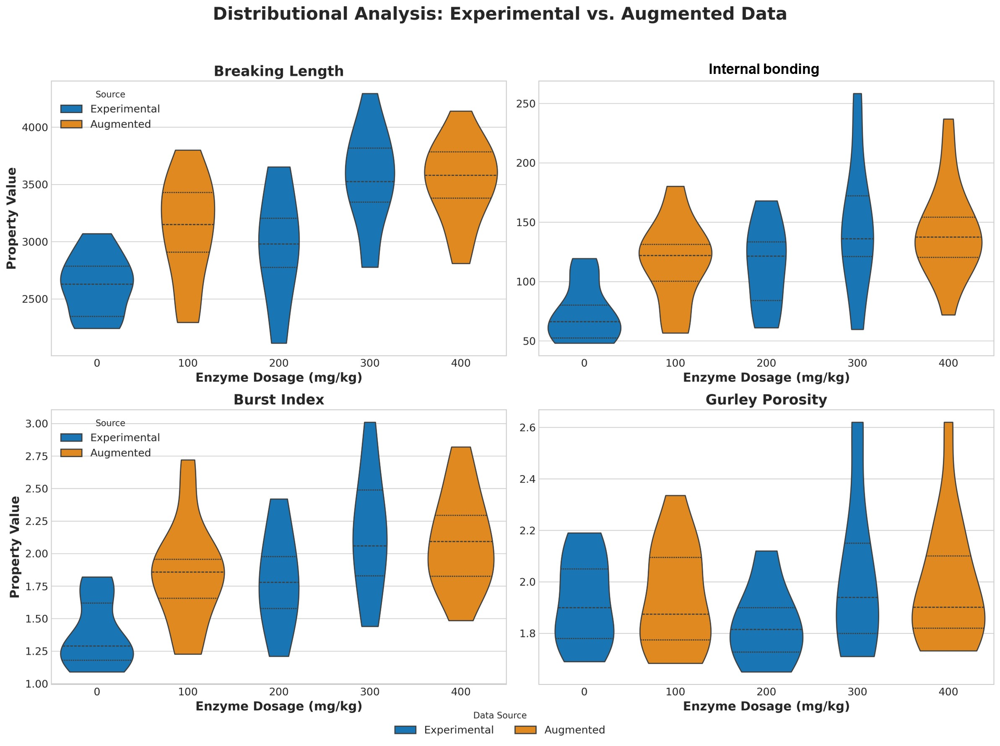 Distributional Analysis: Experimental vs. Augmented Data
Breaking Length
Source
Experimental
Augmented
Property Value
4000
3500
3000
2500
0 100 200 300 400
Enzyme Dosage (mg/kg)
Internal bonding
250
200
150
100
50
0 100 200 300 400
Enzyme Dosage (mg/kg)
Burst Index
Source
Experimental
Augmented
Property Value
3.00
2.75
2.50
2.25
2.00
1.75
1.50
1.25
1.00
0 100 200 300 400
Enzyme Dosage (mg/kg)
Gurley Porosity
2.6
2.4
2.2
2.0
1.8
0 100 200 300 400
Enzyme Dosage (mg/kg)
Data Source
Experimental Augmented